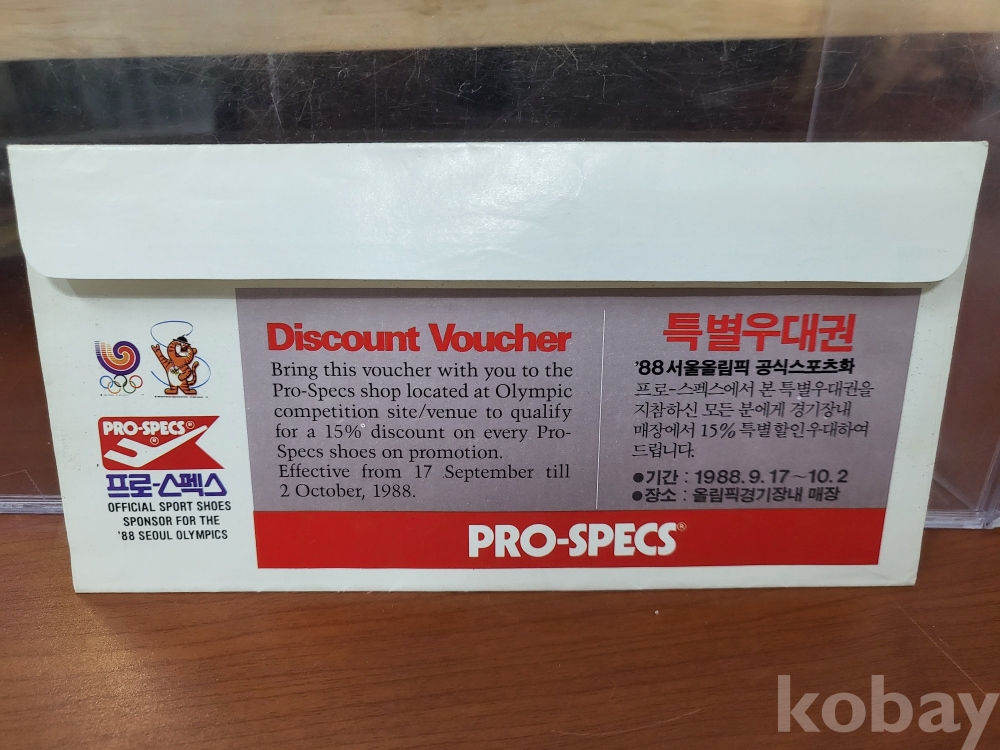 PRO-SPECS®
프로-스펙스
OFFICIAL SPORT SHOES
SPONSOR FOR THE
'88 SEOUL OLYMPICS
Discount Voucher
Bring this voucher with you to the
Pro-Specs shop located at Olympic
competition site/venue to qualify
for a 15% discount on every Pro-
Specs shoes on promotion.
Effective from 17 September till
2 October, 1988.
특별우대권
'88 서울올림픽 공식스포츠화
프로-스펙스에서 본 특별우대권을
지참하신 모든 분에게 경기장내
매장에서 15% 특별할인우대하여
드립니다.
●기간 : 1988. 9. 17 ~ 10. 2
●장소 : 올림픽경기장내 매장
PRO-SPECS®
kobay